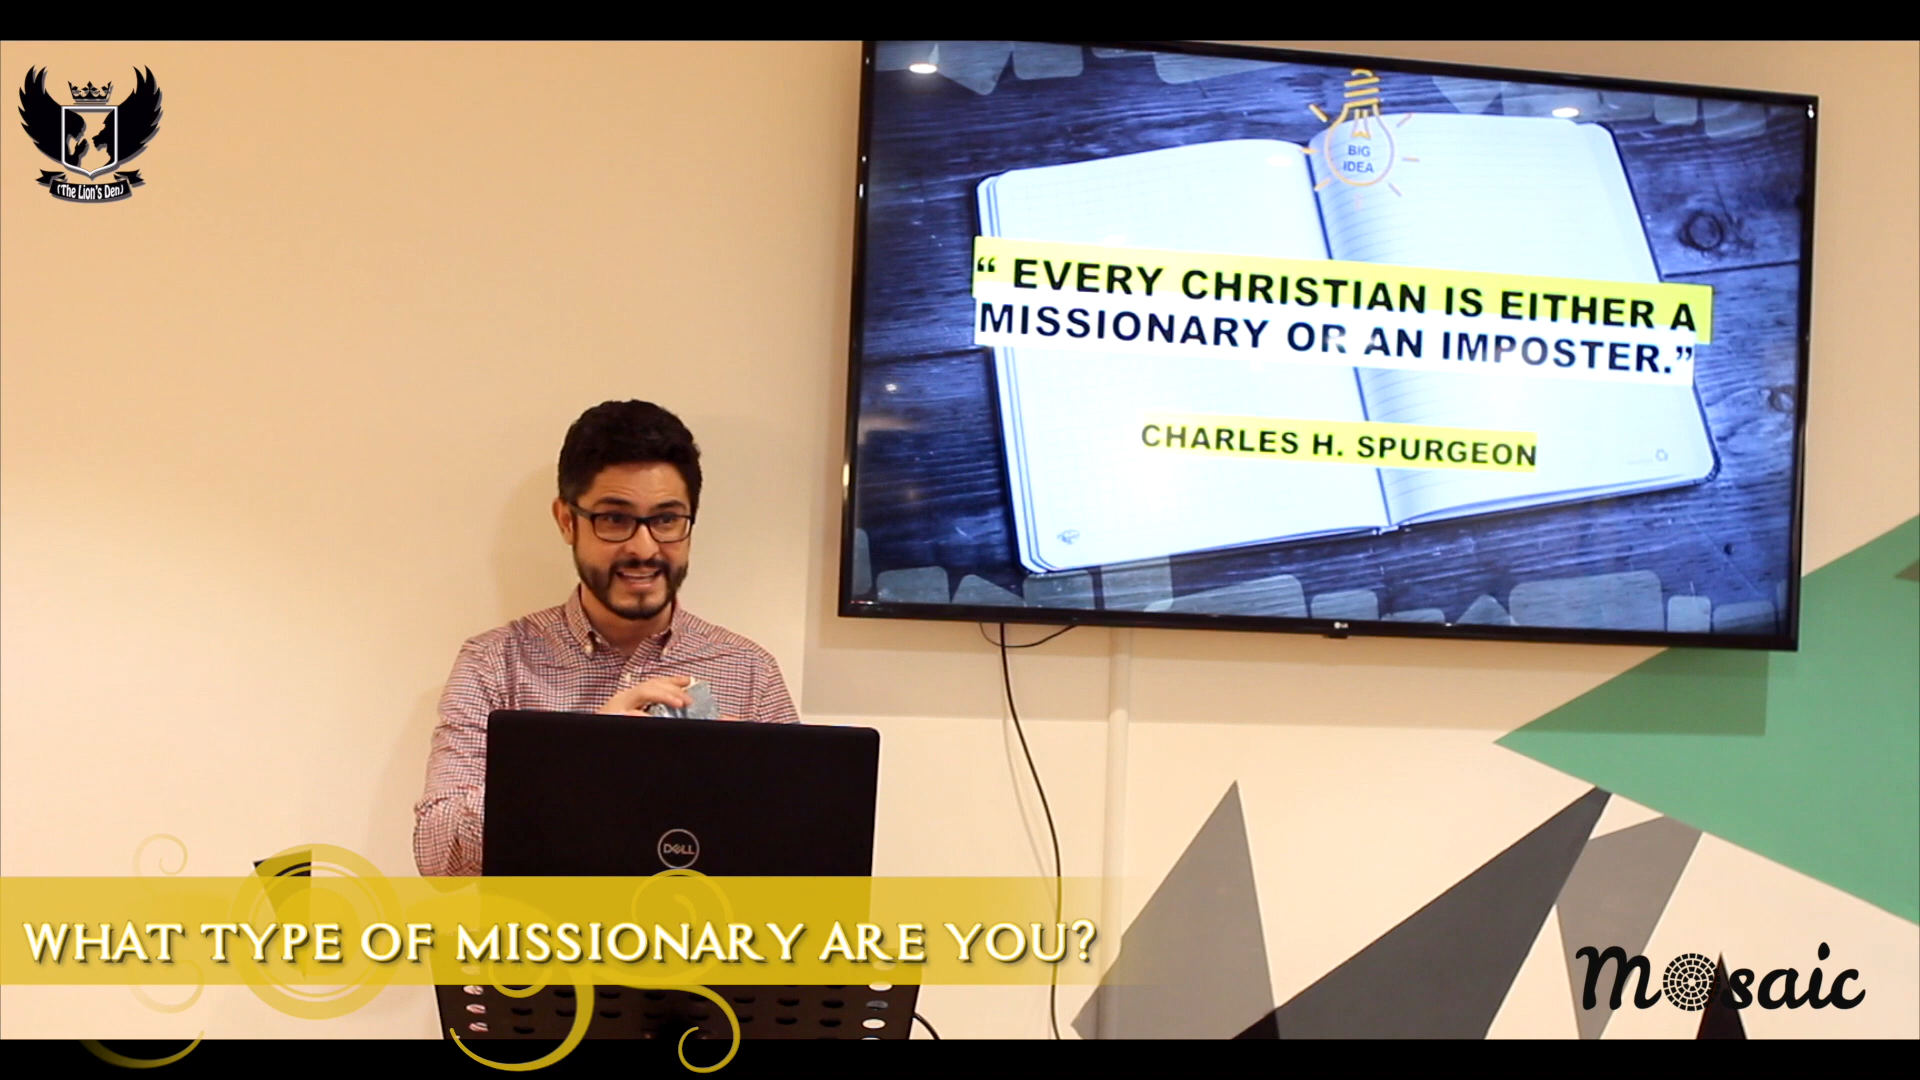 (The Lion's Den)
BIG
IDEA
“ EVERY CHRISTIAN IS EITHER A
MISSIONARY OR AN IMPOSTER.”
CHARLES H. SPURGEON
LG
DELL
WHAT TYPE OF MISSIONARY ARE YOU?
Mosaic